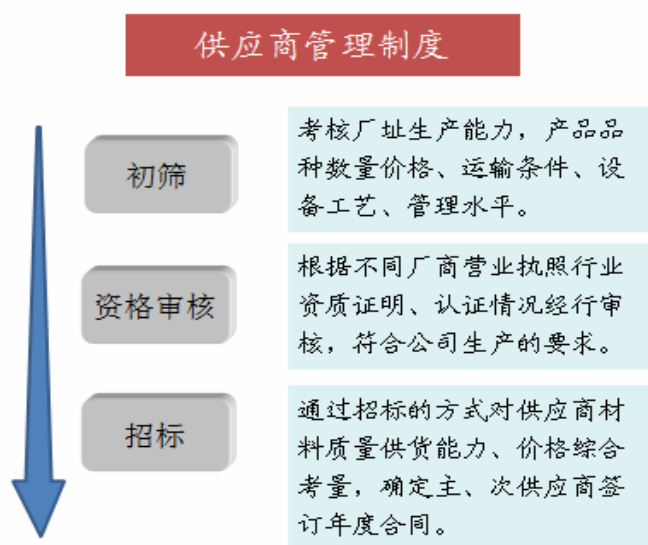 供应商管理制度
初筛
考核厂址生产能力，产品品
种数量价格、运输条件、设
备工艺、管理水平。
资格审核
根据不同厂商营业执照行业
资质证明、认证情况经行审
核，符合公司生产的要求。
招标
通过招标的方式对供应商材
料质量供货能力、价格综合
考量，确定主、次供应商签
订年度合同。